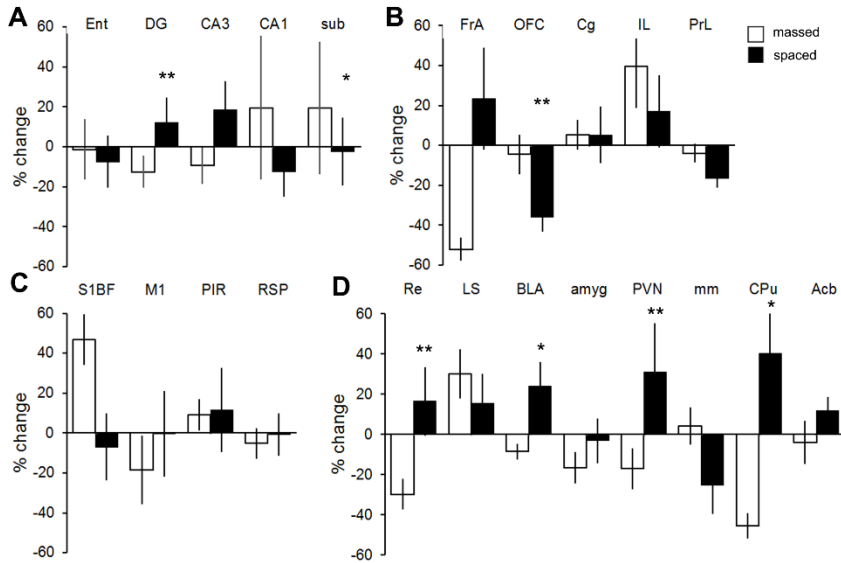 A
Ent DG CA3 CA1 sub
% change
60
40
20
0
-20
-40
-60
** *
B
FrA OFC Cg IL PrL
massed
spaced
% change
60
40
20
0
-20
-40
-60
**
C
S1BF M1 PIR RSP
% change
60
40
20
0
-20
-40
-60
D
Re LS BLA amyg PVN mm CPu Acb
% change
60
40
20
0
-20
-40
-60
** * ** *